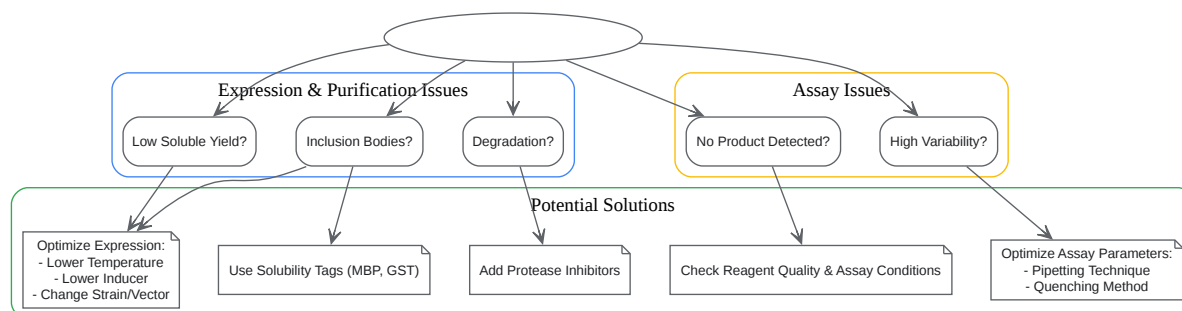 Expression & Purification Issues
Assay Issues
Low Soluble Yield?
Inclusion Bodies?
Degradation?
No Product Detected?
High Variability?
Potential Solutions
Optimize Expression:
- Lower Temperature
- Lower Inducer
- Change Strain/Vector
Use Solubility Tags (MBP, GST)
Add Protease Inhibitors
Check Reagent Quality & Assay Conditions
Optimize Assay Parameters:
- Pipetting Technique
- Quenching Method